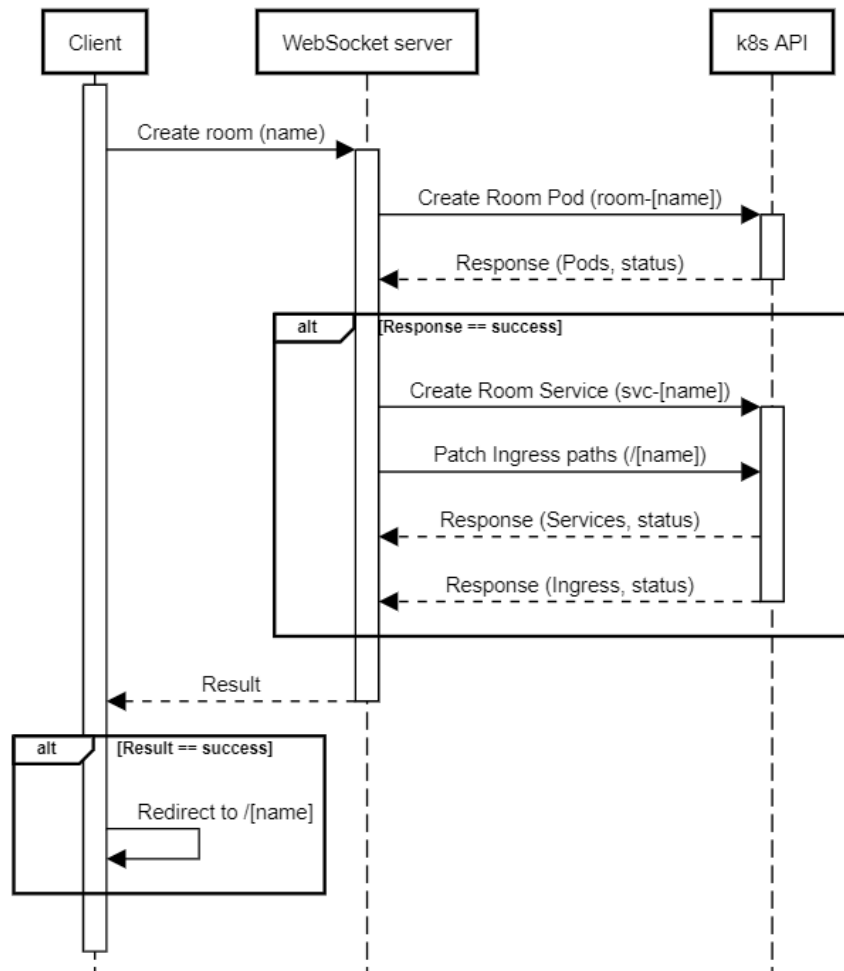 Client
WebSocket server
k8s API
Create room (name)
Create Room Pod (room-[name])
Response (Pods, status)
alt
[Response == success]
Create Room Service (svc-[name])
Patch Ingress paths (/[name])
Response (Services, status)
Response (Ingress, status)
Result
alt
[Result == success]
Redirect to /[name]